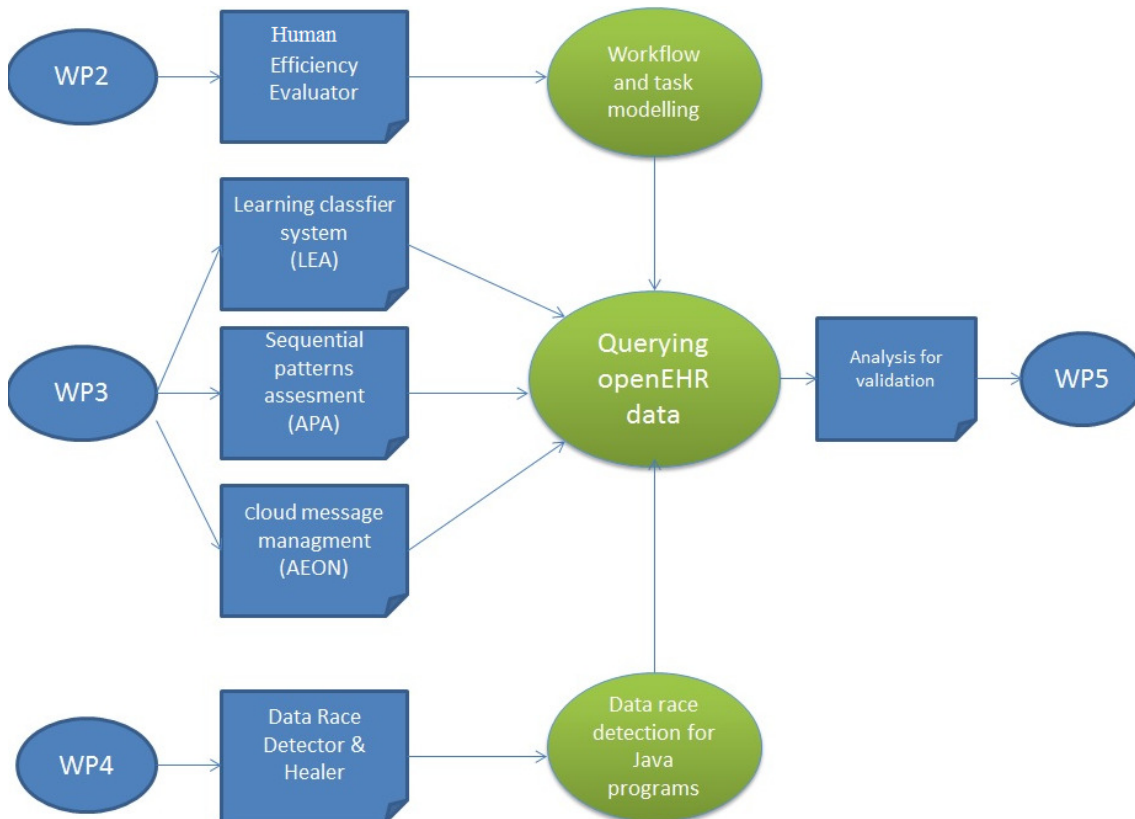 WP2
Human
Efficiency
Evaluator
Workflow
and task
modelling
Learning classfier
system
(LEA)
WP3
Sequential
patterns
assesment
(APA)
Querying
openEHR
data
Analysis for
validation
WP5
Cloud message
managment
(AEON)
WP4
Data Race
Detector &
Healer
Data race
detection for
Java
programs